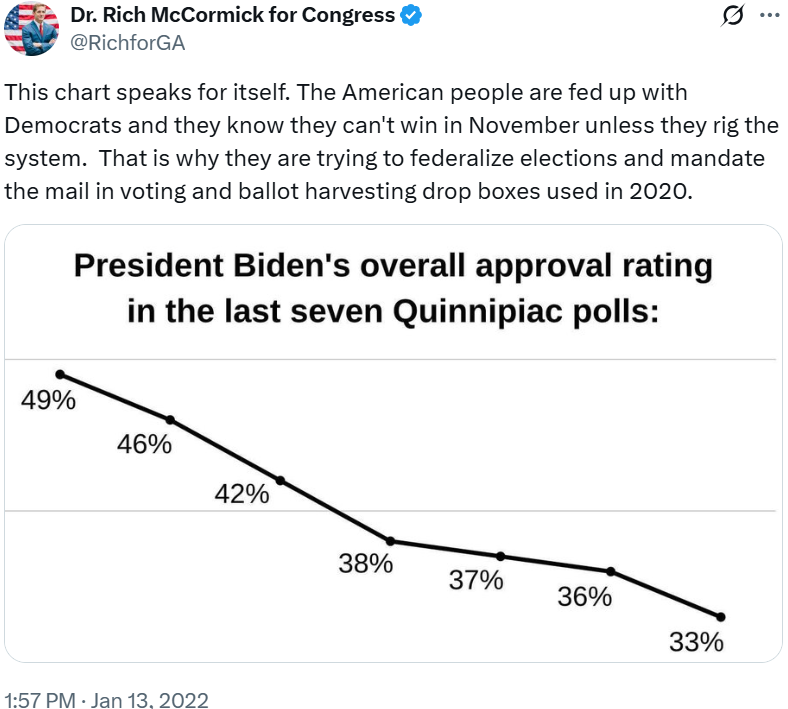 Dr. Rich McCormick for Congress
@RichforGA
This chart speaks for itself. The American people are fed up with
Democrats and they know they can't win in November unless they rig the
system.  That is why they are trying to federalize elections and mandate
the mail in voting and ballot harvesting drop boxes used in 2020.
President Biden's overall approval rating
in the last seven Quinnipiac polls:
49%
46%
42%
38%
37%
36%
33%
1:57 PM · Jan 13, 2022